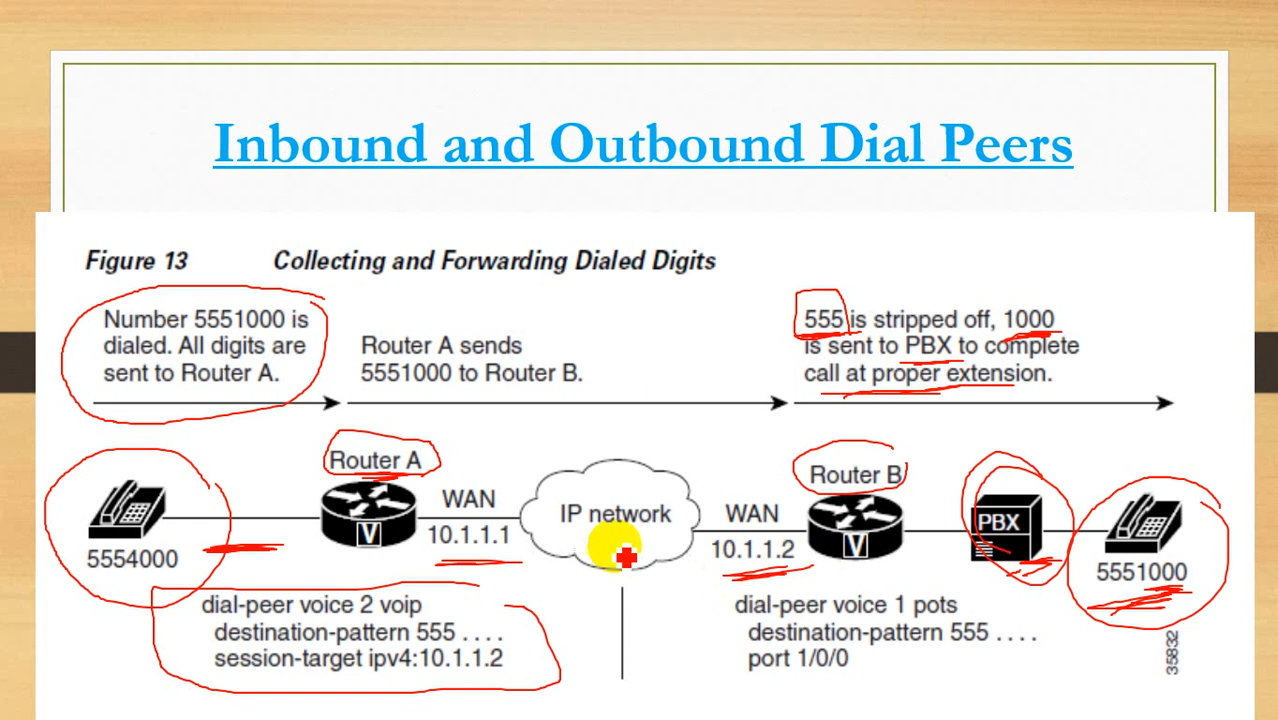 Inbound and Outbound Dial Peers
Figure 13 Collecting and Forwarding Dialed Digits
Number 5551000 is
dialed. All digits are
sent to Router A.
Router A sends
5551000 to Router B.
555 is stripped off, 1000
is sent to PBX to complete
call at proper extension.
Router A
Router B
WAN
10.1.1.1
IP network
WAN
10.1.1.2
V
V
PBX
5554000
5551000
dial-peer voice 2 voip
destination-pattern 555 . . . .
session-target ipv4:10.1.1.2
dial-peer voice 1 pots
destination-pattern 555 . . . .
port 1/0/0
35832